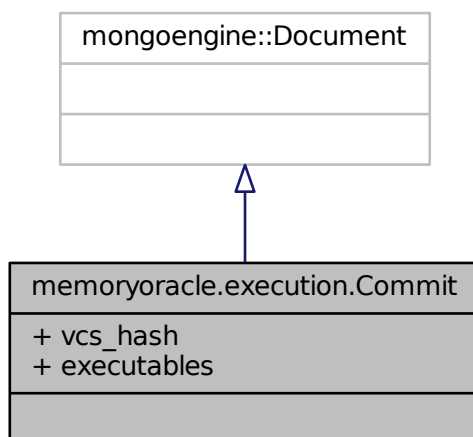 mongoengine::Document
memoryoracle.execution.Commit
+ vcs_hash
+ executables